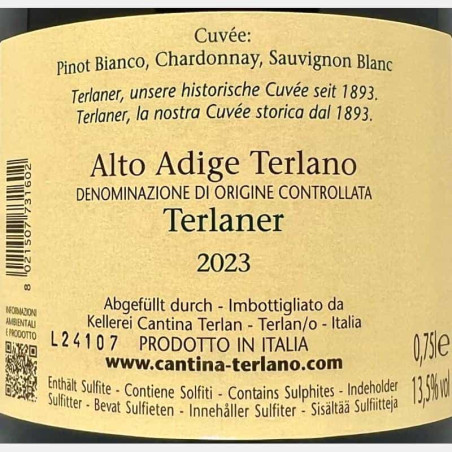 Cuvée:
Pinot Bianco, Chardonnay, Sauvignon Blanc
Terlaner, unsere historische Cuvée seit 1893.
Terlaner, la nostra Cuvée storica dal 1893.
Alto Adige Terlano
DENOMINAZIONE DI ORIGINE CONTROLLATA
Terlaner
2023
Abgefüllt durch - Imbottigliato da
Kellerei Cantina Terlan - Terlan/o - Italia
L24107 PRODOTTO IN ITALIA
www.cantina-terlano.com
Enthält Sulfite - Contiene Solfiti - Contains Sulphites - Indeholder
Sulfitter - Bevat Sulfieten - Innehåller Sulfiter - Sisältää Sulfiitteja
0,75l e
13,5% vol
8 021507 731602
INFORMAZIONI
AMBIENTALI
E PRODOTTO